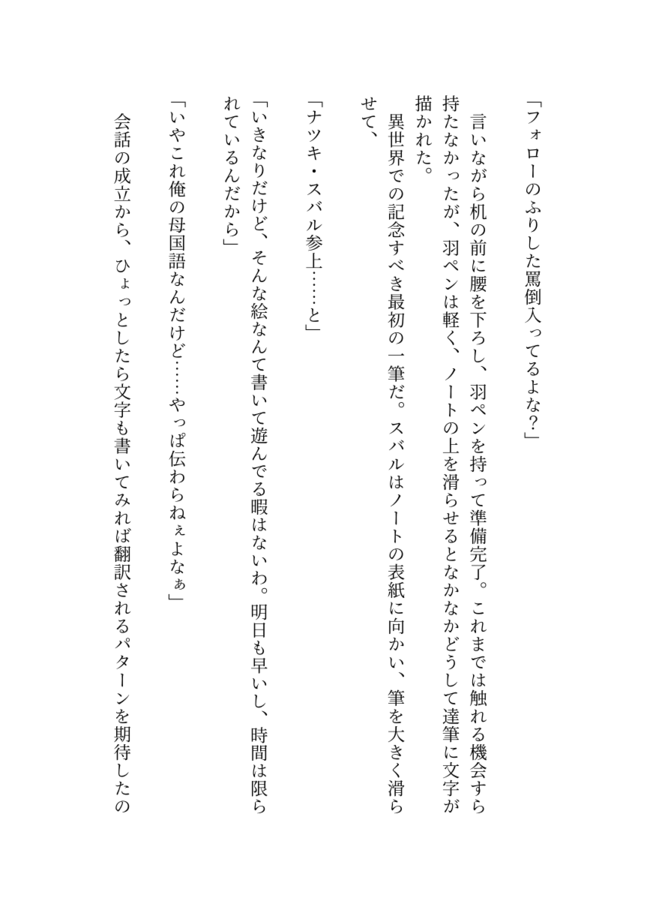 「フォローのふりした罵倒入ってるよな？」
　言いながら机の前に腰を下ろし、羽ペンを持って準備完了。これまでは触れる機会すら
持たなかったが、羽ペンは軽く、ノートの上を滑らせるとなかなかどうして達筆に文字が
描かれた。
　異世界での記念すべき最初の一筆だ。スバルはノートの表紙に向かい、筆を大きく滑ら
せて、
「ナツキ・スバル参上……と」
「いきなりだけど、そんな絵なんて書いて遊んでる暇はないわ。明日も早いし、時間は限ら
れているんだから」
「いやこれ俺の母国語なんだけど……やっぱ伝わらねぇよなぁ」
　会話の成立から、ひょっとしたら文字も書いてみれば翻訳されるパターンを期待したの